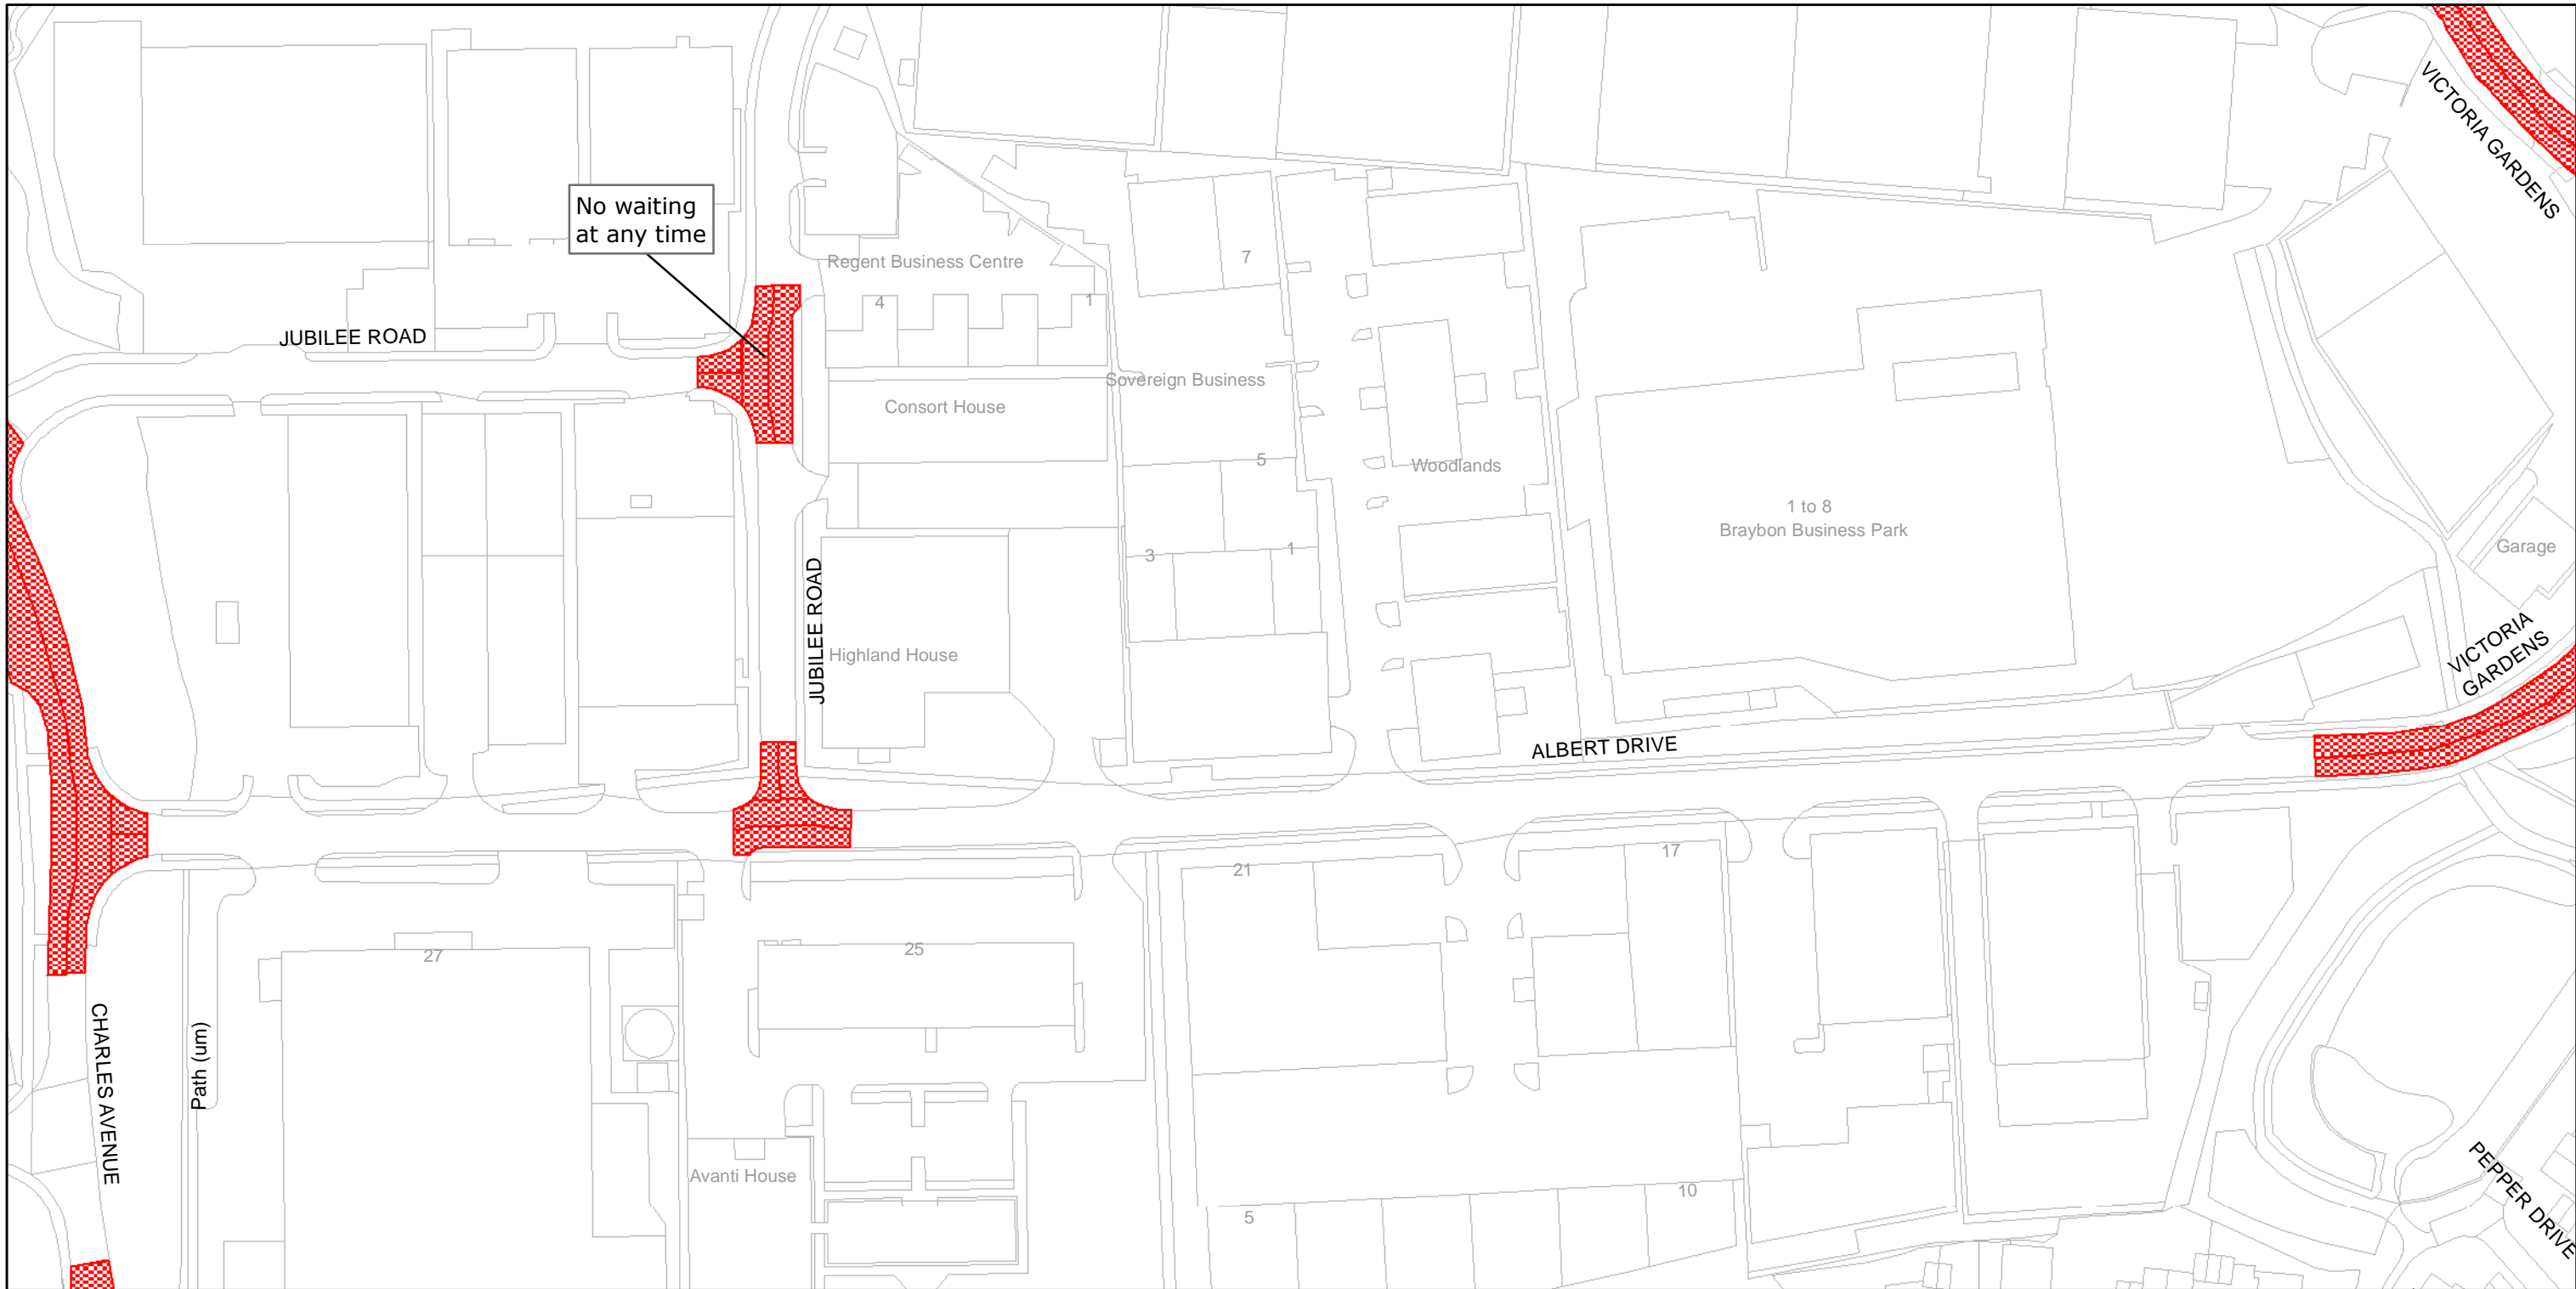 VICTORIA GARDENS
No waiting
at any time
Regent Business Centre
7
4
1
JUBILEE ROAD
Sovereign Business
Consort House
5
Woodlands
1 to 8
Braybon Business Park
3
1
Garage
JUBILEE ROAD
Highland House
VICTORIA
GARDENS
ALBERT DRIVE
21
17
27
25
CHARLES AVENUE
Path (um)
Avanti House
5
10
PEPPER DRIVE